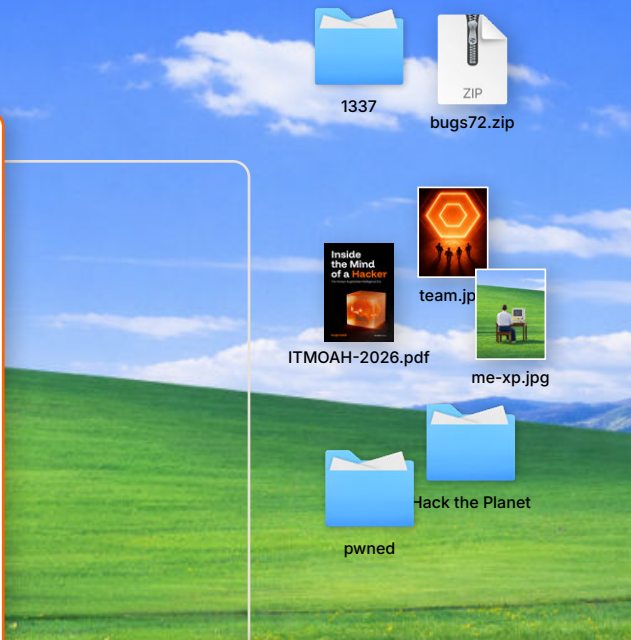 1337
ZIP
bugs72.zip
Inside
the Mind
of a Hacker
team.jp
ITMOAH-2026.pdf
me-xp.jpg
Hack the Planet
pwned